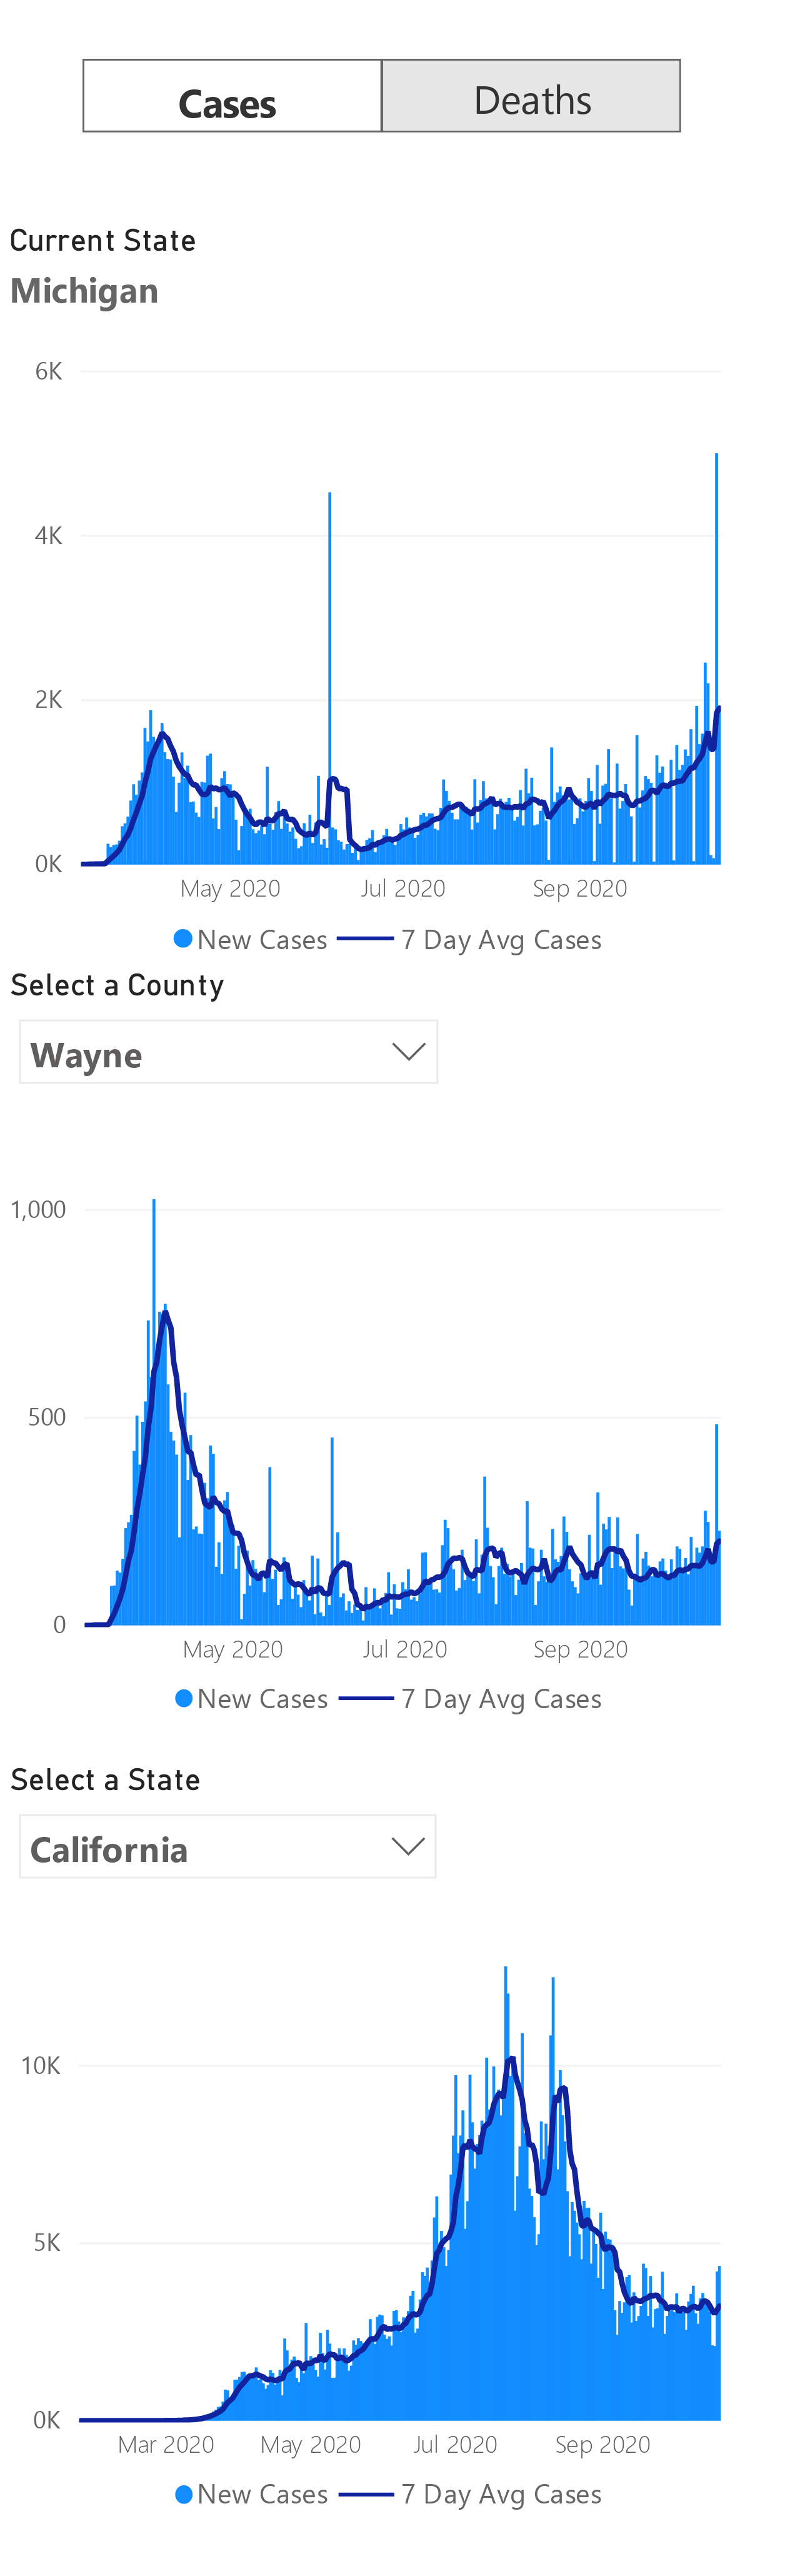 Cases Deaths
Current State
Michigan
6K
4K
2K
0K
May 2020 Jul 2020 Sep 2020
New Cases 7 Day Avg Cases
Select a County
Wayne
1,000
500
0
May 2020 Jul 2020 Sep 2020
New Cases 7 Day Avg Cases
Select a State
California
10K
5K
0K
Mar 2020 May 2020 Jul 2020 Sep 2020
New Cases 7 Day Avg Cases